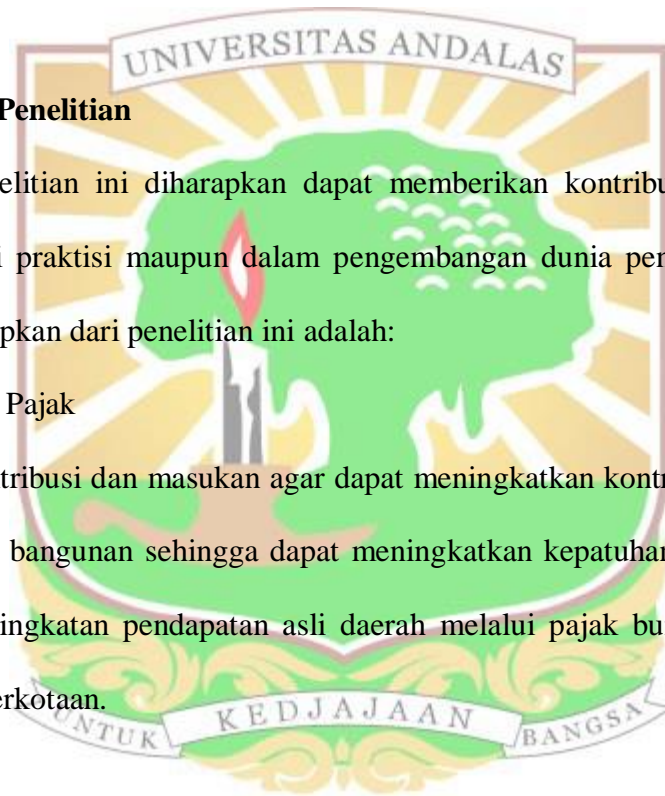 UNIVERSITAS ANDALAS
Penelitian
elitian ini diharapkan dapat memberikan kontribu
i praktisi maupun dalam pengembangan dunia pen
pkan dari penelitian ini adalah:
Pajak
tribusi dan masukan agar dapat meningkatkan kontr
bangunan sehingga dapat meningkatkan kepatuhan
ingkatan pendapatan asli daerah melalui pajak bu
erkotaan.
UNTUK KEDJAJAAN BANGSA